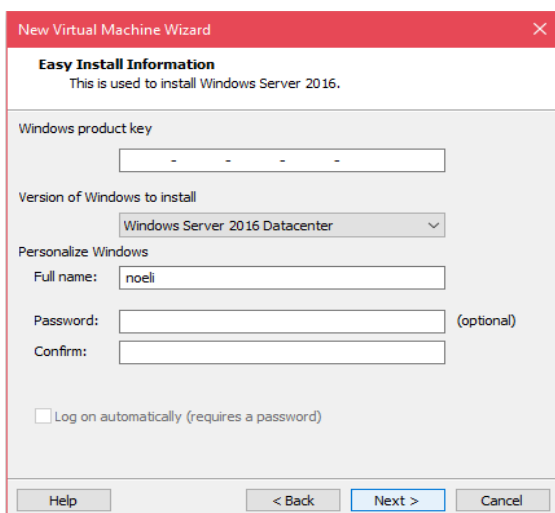 New Virtual Machine Wizard
Easy Install Information
This is used to install Windows Server 2016.
Windows product key
- - - -
Version of Windows to install
Windows Server 2016 Datacenter
Personalize Windows
Full name: noeli
Password: (optional)
Confirm:
Log on automatically (requires a password)
Help < Back Next > Cancel